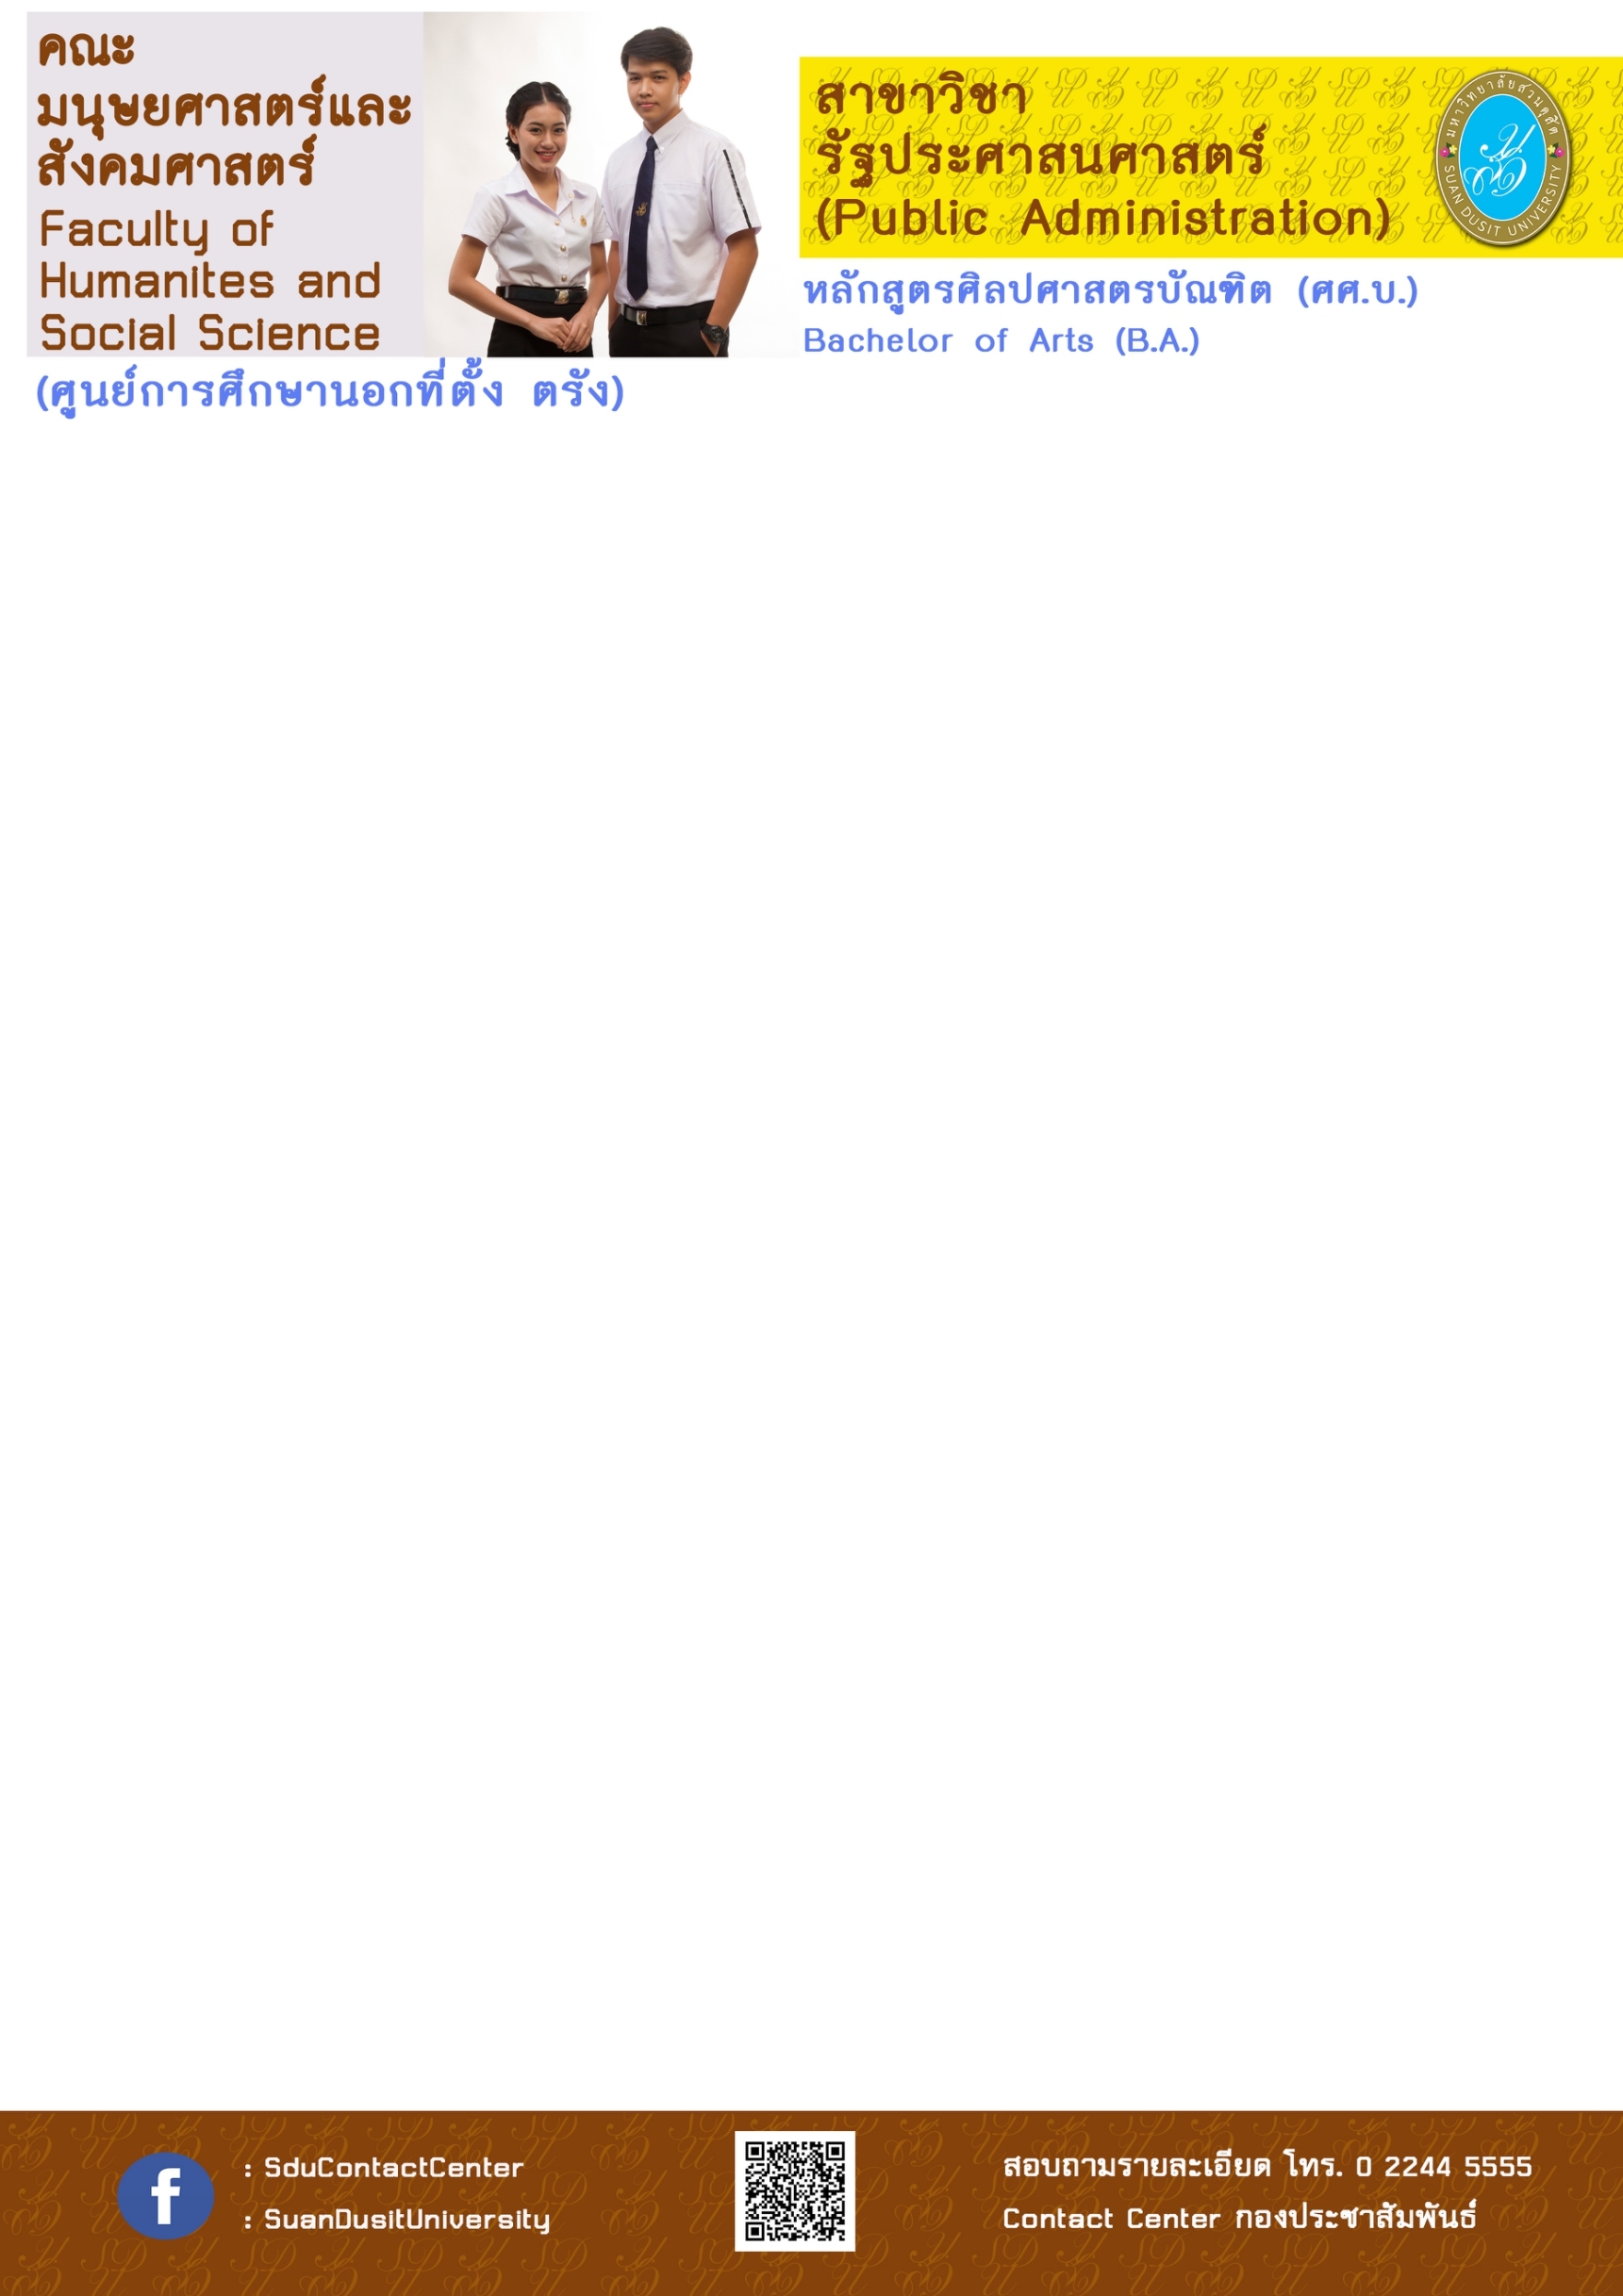 คณะ
มนุษยศาสตร์และ
สังคมศาสตร์
Faculty of
Humanites and
Social Science
(ศูนย์การศึกษานอกที่ตั้ง ตรัง)
สาขาวิชา
รัฐประศาสนศาสตร์
(Public Administration)
มหาวิทยาลัยสวนดุสิต
SUAN DUSIT UNIVERSITY
หลักสูตรศิลปศาสตรบัณฑิต (ศศ.บ.)
Bachelor of Arts (B.A.)
: SduContactCenter
: SuanDusitUniversity
สอบถามรายละเอียด โทร. 0 2244 5555
Contact Center กองประชาสัมพันธ์